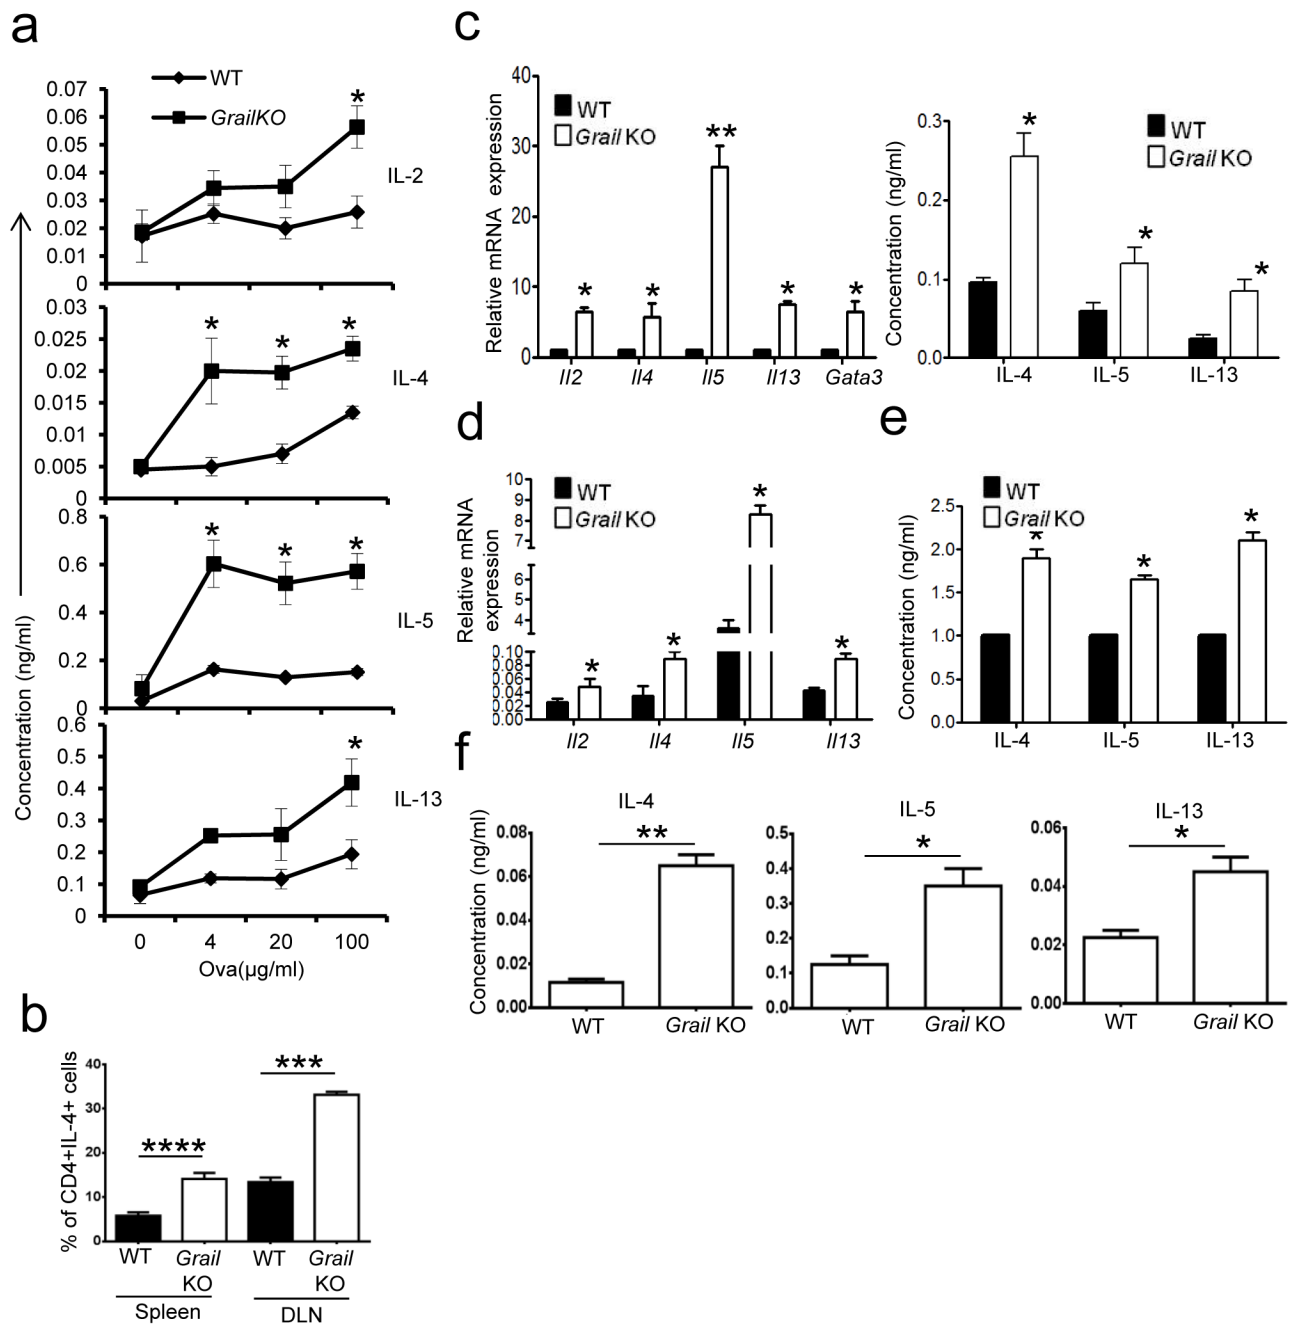 a
WT
GrailKO
0.07
0.06
0.05
0.04
0.03
0.02
0.01
0
*
IL-2
0.03
0.025
0.02
0.015
0.01
0.005
0
* * *
IL-4
0.8
0.6
0.4
0.2
0
* * *
IL-5
0.6
0.5
0.4
0.3
0.2
0.1
0
*
IL-13
0 4 20 100
Ova(µg/ml)
Concentration (ng/ml)
b
% of CD4+IL-4+ cells
40
30
20
10
0
**** ***
WT Grail WT Grail
KO KO
Spleen DLN
c
Relative mRNA expression
40
30
20
10
0
WT
Grail KO
* * ** * *
Il2 Il4 Il5 Il13 Gata3
Concentration (ng/ml)
0.3
0.2
0.1
0.0
WT
Grail KO
* * *
IL-4 IL-5 IL-13
d
Relative mRNA
expression
10
9
8
7
6
5
4
0.10
0.08
0.06
0.04
0.02
0.00
WT
Grail KO
* * * *
Il2 Il4 Il5 Il13
e
Concentration (ng/ml)
2.5
2.0
1.5
1.0
0.5
0.0
WT
Grail KO
* * *
IL-4 IL-5 IL-13
f
Concentration (ng/ml)
IL-4
0.08
0.06
0.04
0.02
0.00
**
WT Grail KO
IL-5
0.5
0.4
0.3
0.2
0.1
0.0
*
WT Grail KO
IL-13
0.06
0.04
0.02
0.00
*
WT Grail KO